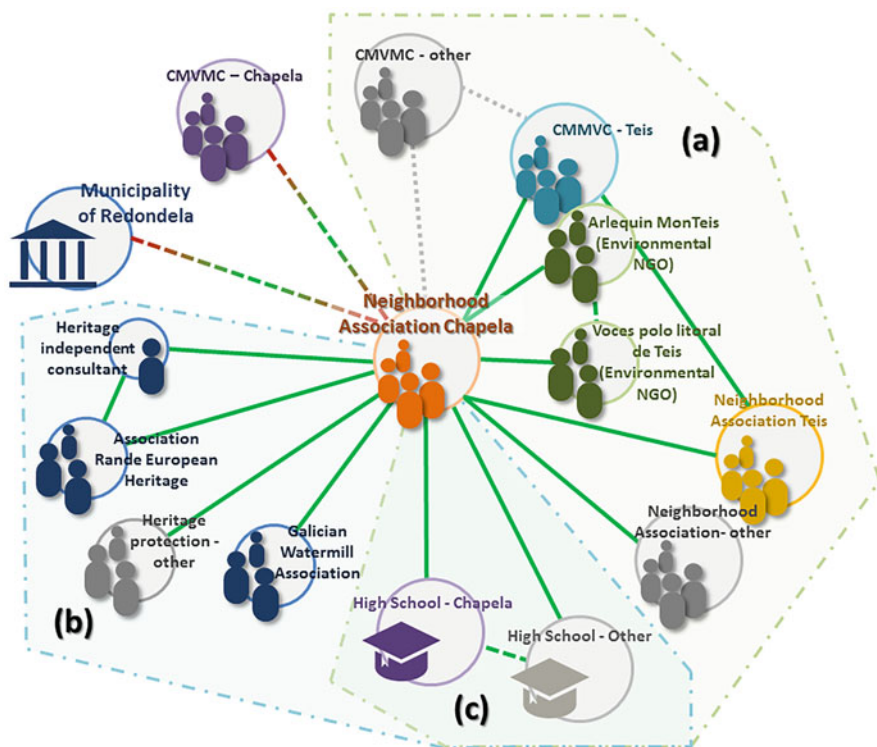 CMVMC – Chapela
CMVMC - other
CMMVC - Teis
(a)
Municipality
of Redondela
Arlequin MonTeis
(Environmental
NGO)
Neighborhood
Association Chapela
Heritage
independent
consultant
Voces polo litoral
de Teis
(Environmental
NGO)
Neighborhood
Association Teis
Association
Rande European
Heritage
Heritage
protection -
other
Galician
Watermill
Association
Neighborhood
Association- other
(b)
High School - Chapela
High School - Other
(c)